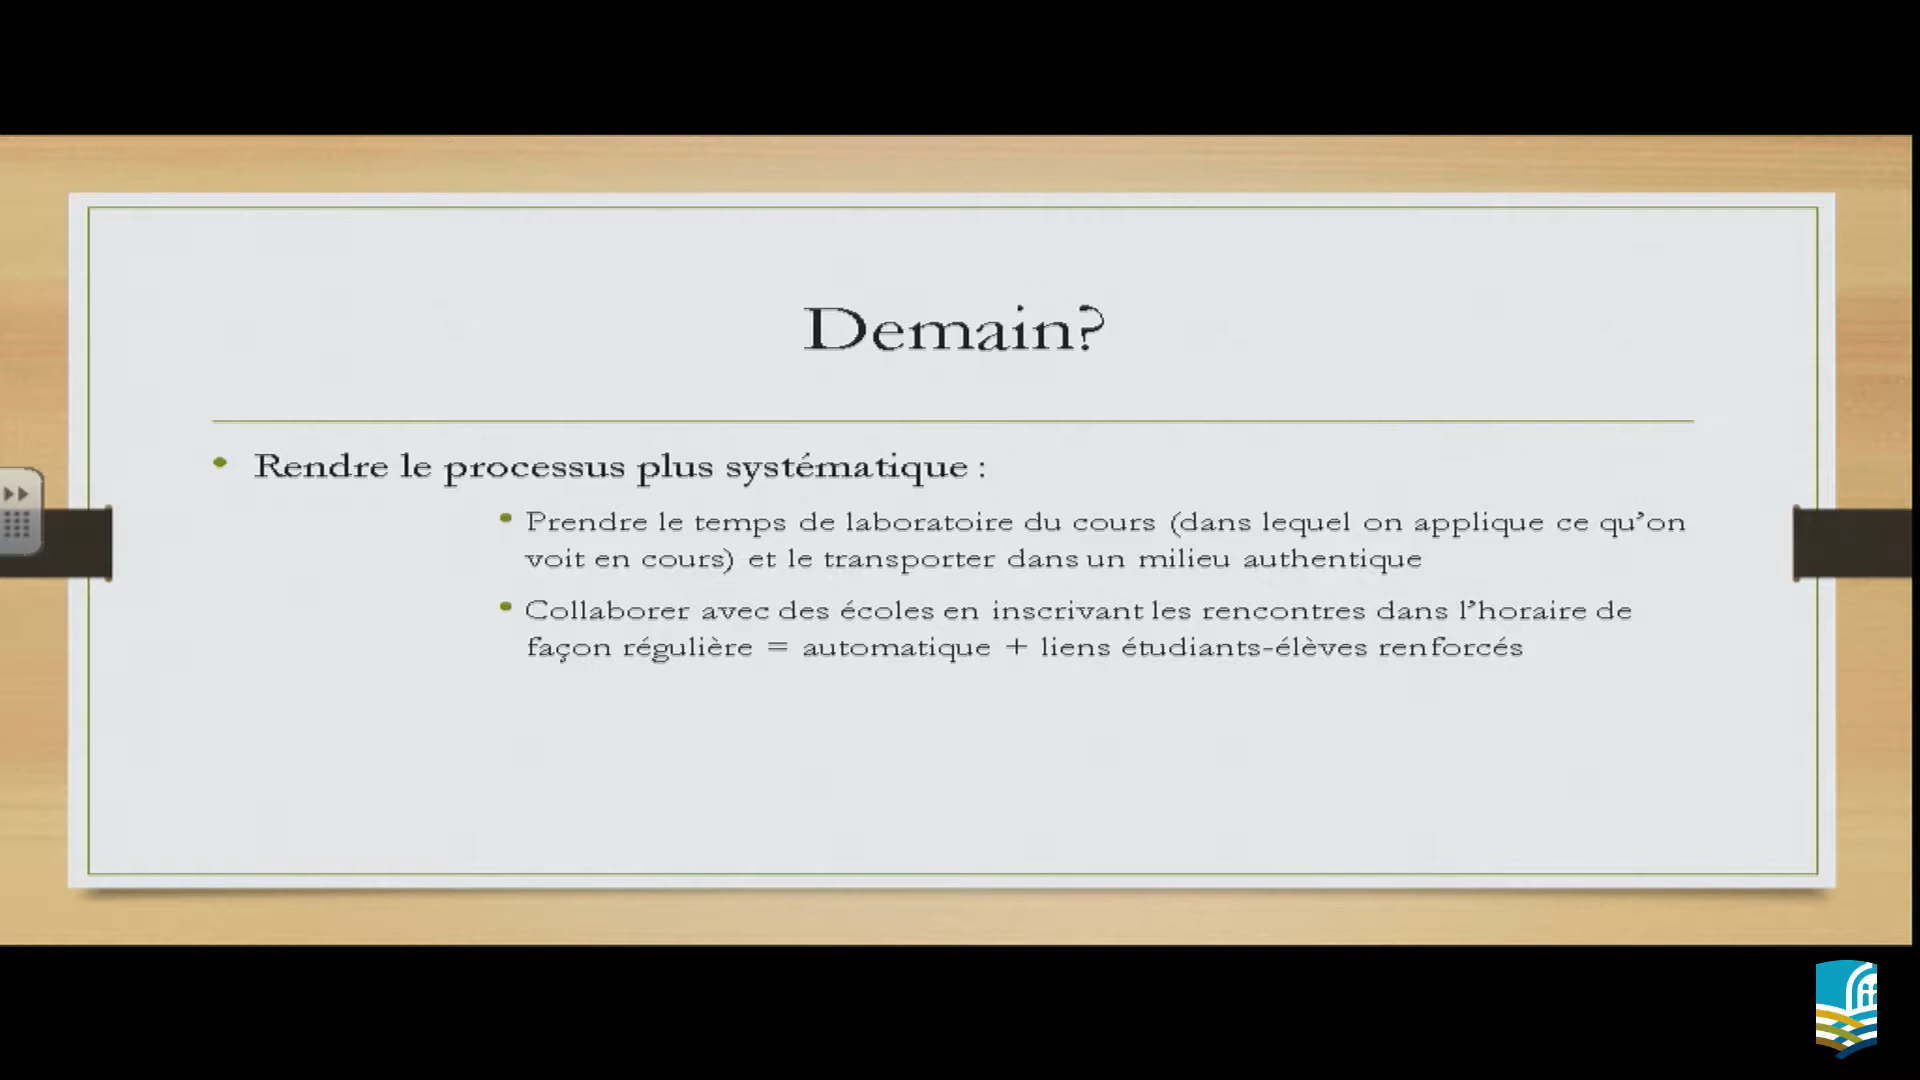 Demain?
Rendre le processus plus systématique :
Prendre le temps de laboratoire du cours (dans lequel on applique ce qu’on
voit en cours) et le transporter dans un milieu authentique
Collaborer avec des écoles en inscrivant les rencontres dans l’horaire de
façon régulière = automatique + liens étudiants-élèves renforcés